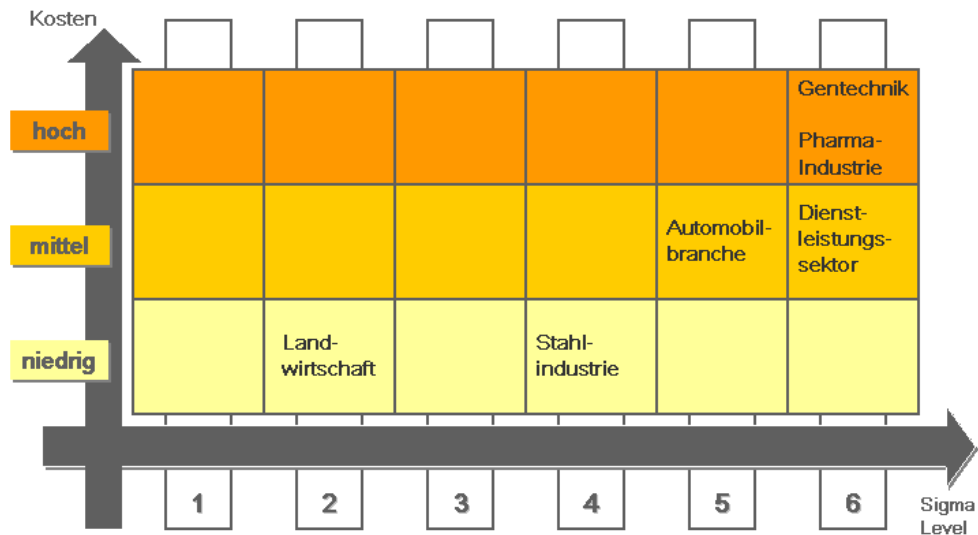 Kosten
hoch
Gentechnik
Pharma-
Industrie
mittel
Automobil-
branche
Dienst-
leistungs-
sektor
niedrig
Land-
wirtschaft
Stahl-
industrie
1
2
3
4
5
6
Sigma
Level